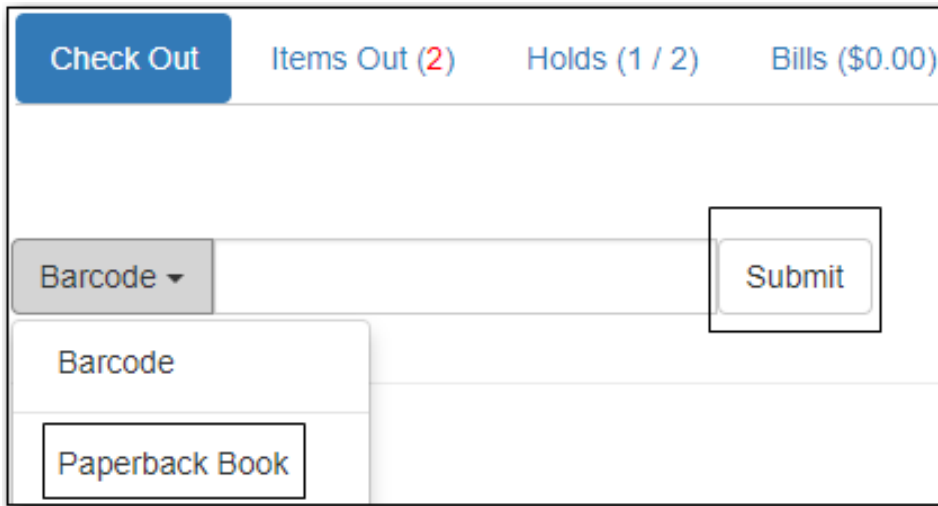 Check Out Items Out (2) Holds (1 / 2) Bills ($0.00)
Barcode Submit
Barcode
Paperback Book